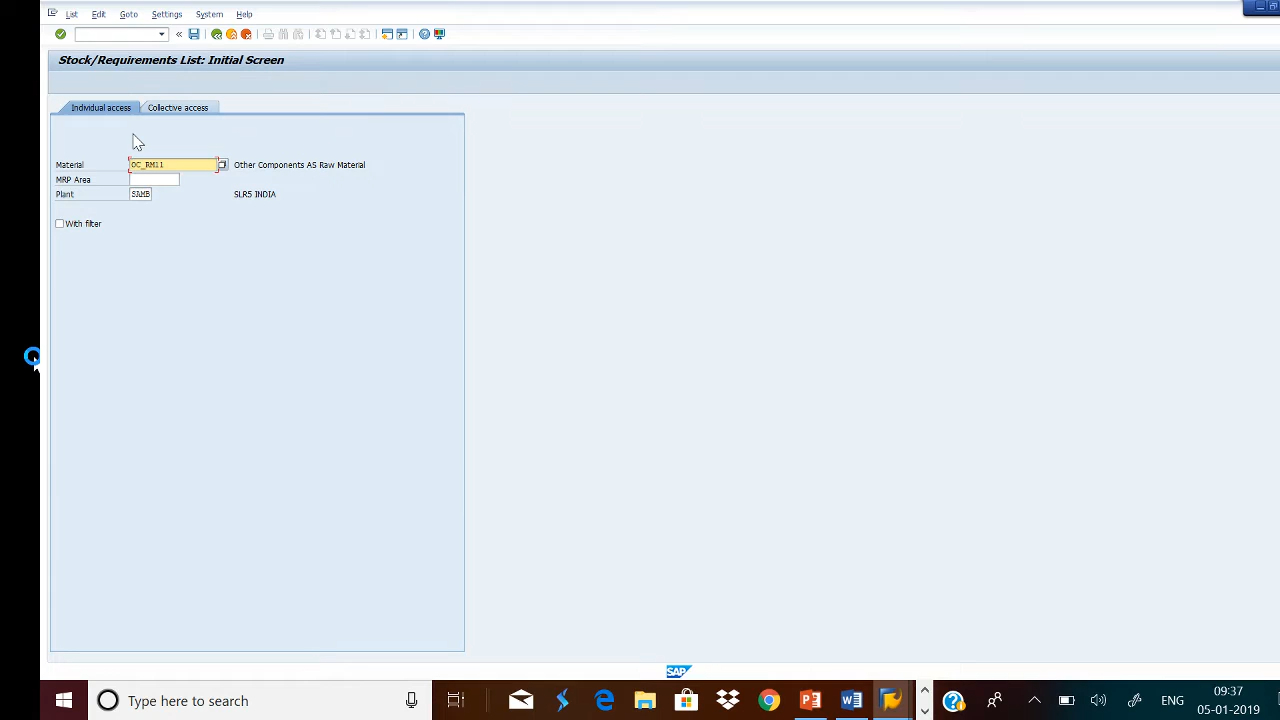 List Edit Goto Settings System Help
Stock/Requirements List: Initial Screen
Individual access Collective access
Material OC_RM11 Other Components AS Raw Material
MRP Area
Plant SAMB SLR5 INDIA
With filter
SAP
Type here to search
ENG
09:37
05-01-2019